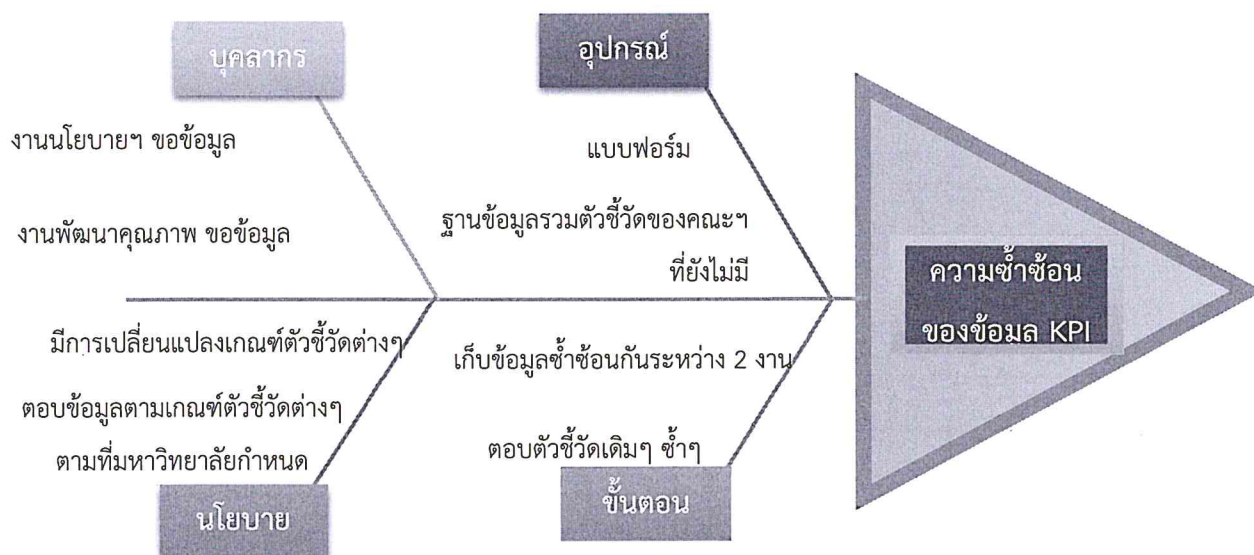 บุคลากร
อุปกรณ์
งานนโยบายฯ ขอข้อมูล
งานพัฒนาคุณภาพ ขอข้อมูล
แบบฟอร์ม
ฐานข้อมูลรวมตัวชี้วัดของคณะฯ
ที่ยังไม่มี
ความซ้ำซ้อน
ของข้อมูล KPI
มีการเปลี่ยนแปลงเกณฑ์ตัวชี้วัดต่างๆ
ตอบข้อมูลตามเกณฑ์ตัวชี้วัดต่างๆ
ตามที่มหาวิทยาลัยกำหนด
เก็บข้อมูลซ้ำซ้อนกันระหว่าง 2 งาน
ตอบตัวชี้วัดเดิมๆ ซ้ำๆ
นโยบาย
ขั้นตอน